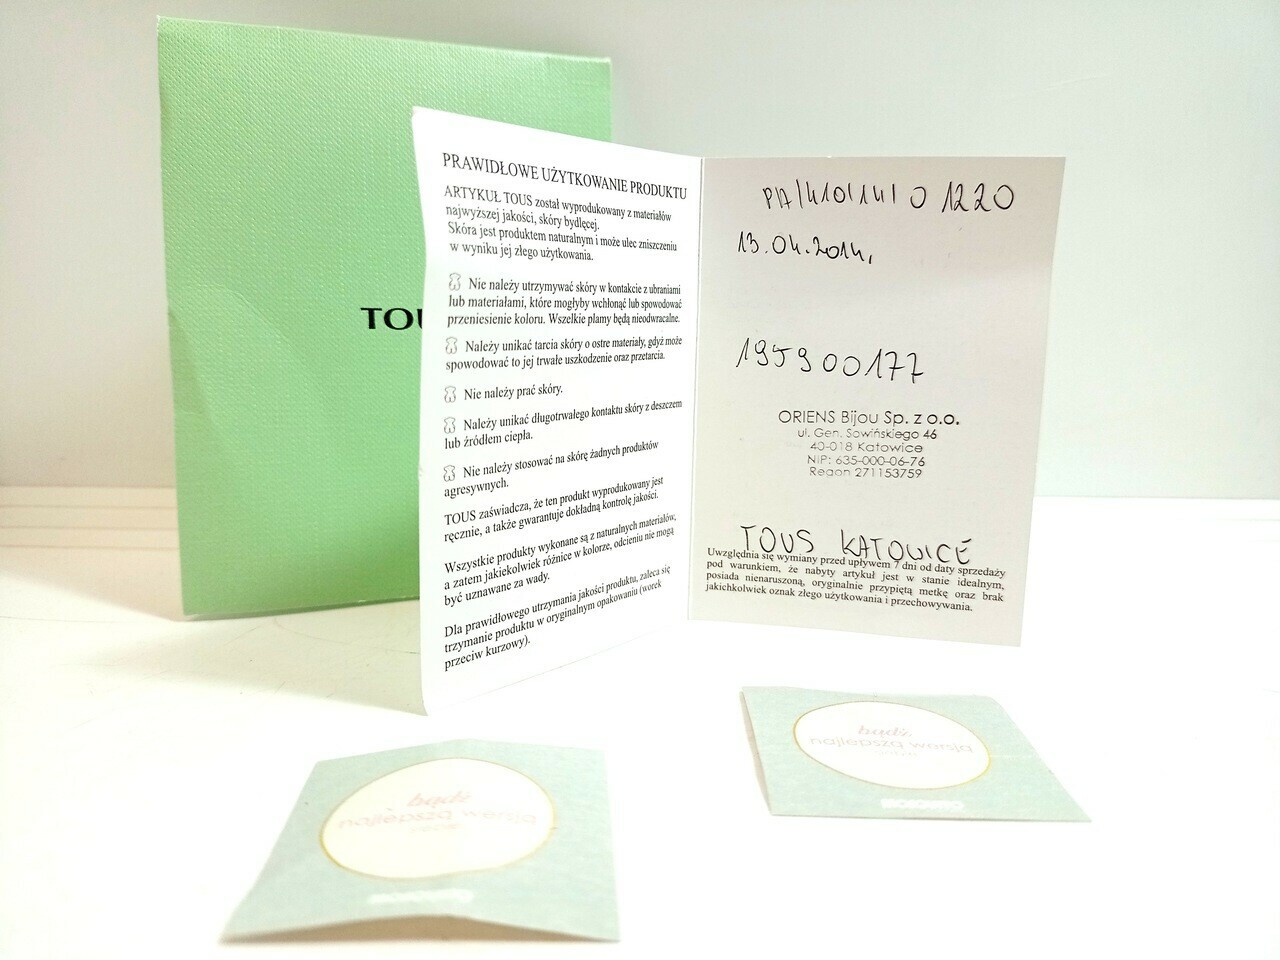 TOU
PRAWIDŁOWE UŻYTKOWANIE PRODUKTU
ARTYKUŁ TOUS został wyprodukowany z materiałów
najwyższej jakości, skóry bydlęcej.
Skóra jest produktem naturalnym i może ulec zniszczeniu
w wyniku jej złego użytkowania.
Nie należy utrzymywać skóry w kontakcie z ubraniami
lub materiałami, które mogłyby wchłonąć lub spowodować
przeniesienie koloru. Wszelkie plamy będą nieodwracalne.
Należy unikać tarcia skóry o ostre materiały, gdyż może
spowodować to jej trwałe uszkodzenie oraz przetarcia.
Nie należy prać skóry.
Należy unikać długotrwałego kontaktu skóry z deszczem
lub źródłem ciepła.
Nie należy stosować na skórę żadnych produktów
agresywnych.
TOUS zaświadcza, że ten produkt wyprodukowany jest
ręcznie, a także gwarantuje dokładną kontrolę jakości.
Wszystkie produkty wykonane są z naturalnych materiałów,
a zatem jakiekolwiek różnice w kolorze, odcieniu nie mogą
być uznawane za wady.
Dla prawidłowego utrzymania jakości produktu, zaleca się
trzymanie produktu w oryginalnym opakowaniu (worek
przeciw kurzowy).
PA/410/14/0 1220
13.04.2014,
195900177
ORIENS Bijou Sp. z o.o.
ul. Gen. Sowińskiego 46
40-018 Katowice
NIP: 635-000-06-76
Regon 271153759
TOUS KATOWICE
Uwzględnia się wymiany przed upływem 7 dni od daty sprzedaży
pod warunkiem, że nabyty artykuł jest w stanie idealnym,
posiada nienaruszoną, oryginalnie przypiętą metkę oraz brak
jakichkolwiek oznak złego użytkowania i przechowywania.
bądź
najlepszą wersją
bądź
najlepszą wersją